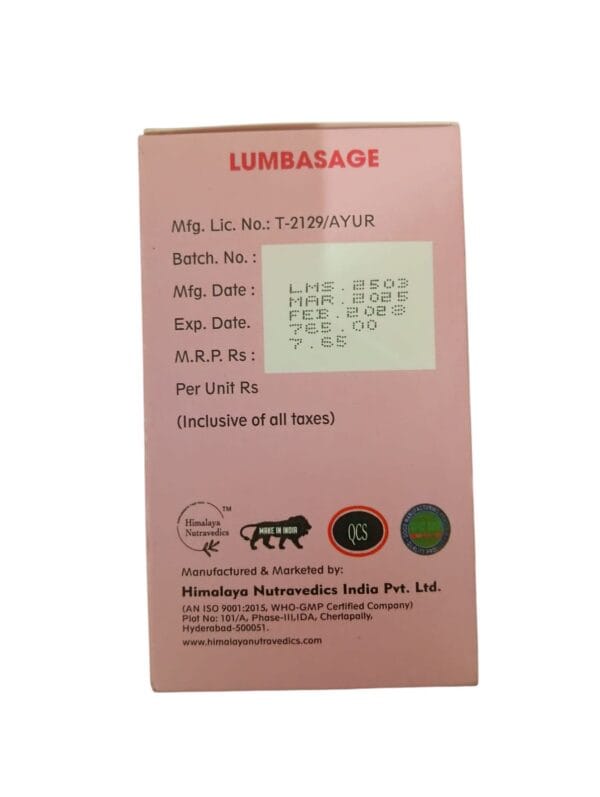 LUMBASAGE
Mfg. Lic. No.: T-2129/AYUR
Batch. No. :
Mfg. Date :
Exp. Date.
M.R.P. Rs :
Per Unit Rs
(Inclusive of all taxes)
LMS.2503
MAR.2025
FEB.2028
765.00
7.65
Himalaya
Nutravedics
TM
MAKE IN INDIA
QCS
Manufactured & Marketed by:
Himalaya Nutravedics India Pvt. Ltd.
(AN ISO 9001:2015, WHO-GMP Certified Company)
Plot No: 101/A, Phase-III,IDA, Cherlapally,
Hyderabad-500051.
www.himalayanutravedics.com